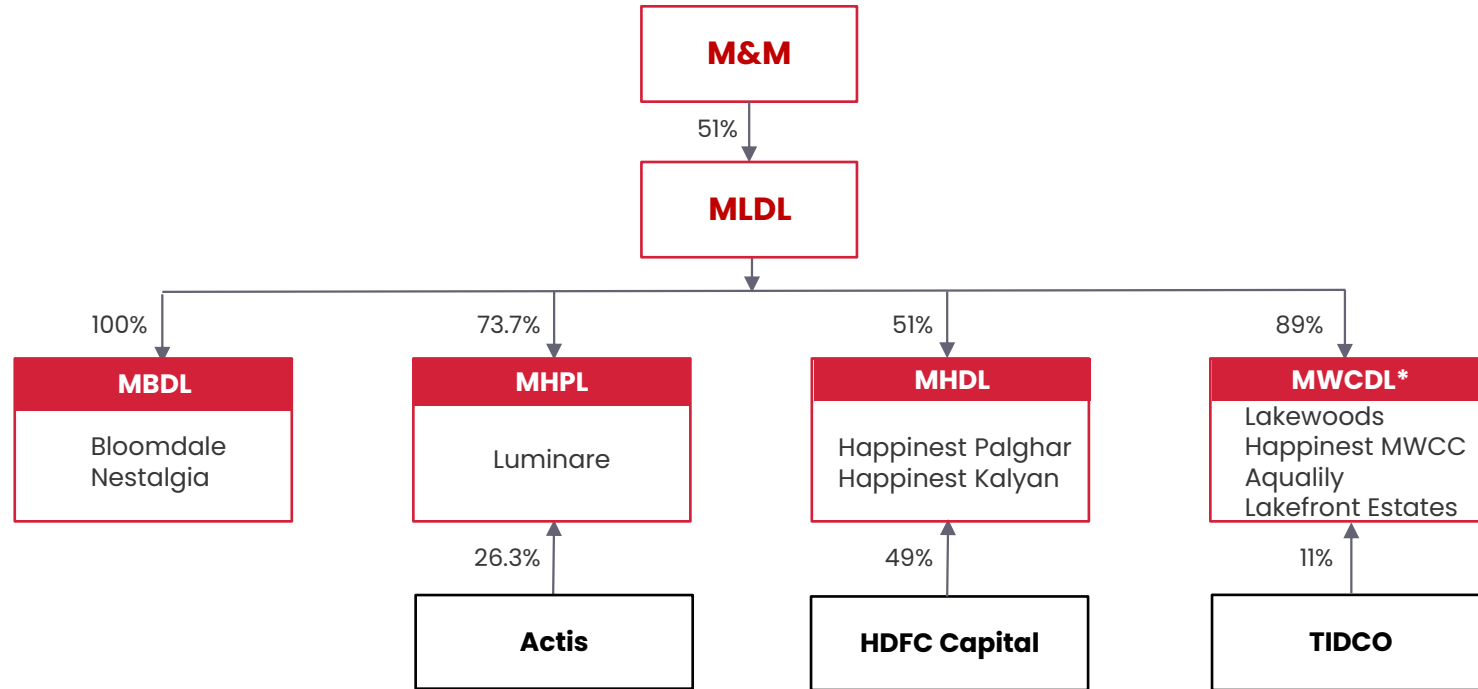 M&M
51%
MLDL
100%
73.7%
51%
89%
MBDL
MHPL
MHDL
MWCDL*
Bloomdale
Nestalgia
Luminare
Happinest Palghar
Happinest Kalyan
Lakewoods
Happinest MWCC
Aqualily
Lakefront Estates
26.3%
49%
11%
Actis
HDFC Capital
TIDCO